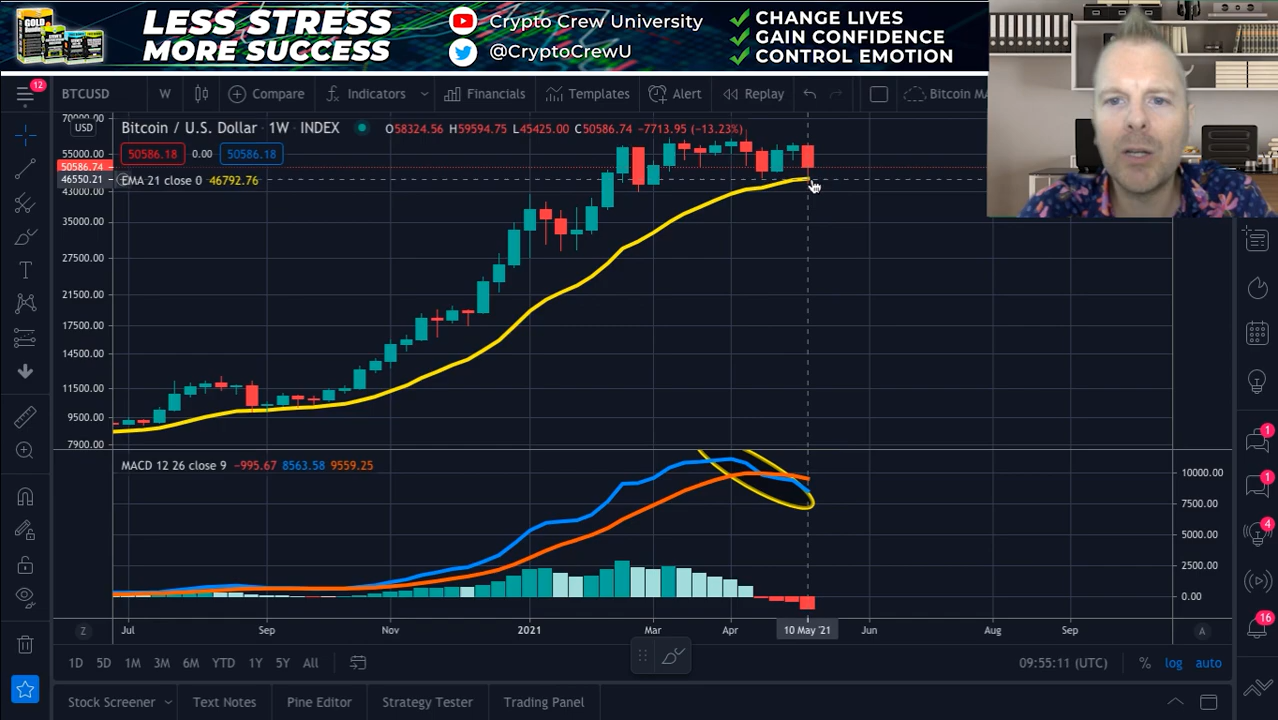 LESS STRESS
MORE SUCCESS
Crypto Crew University
@CryptoCrewU
CHANGE LIVES
GAIN CONFIDENCE
CONTROL EMOTION
12
BTCUSD
W
Compare
Indicators
Financials
Templates
Alert
Replay
Bitcoin MA
Bitcoin / U.S. Dollar · 1W · INDEX
O58324.56 H59594.75 L45425.00 C50586.74 −7713.95 (−13.23%)
50586.18 0.00 50586.18
EMA 21 close 0 46792.76
USD
70000.00
55000.00
50586.74
46550.21
43000.00
35000.00
27500.00
21500.00
17500.00
14500.00
11500.00
9500.00
7900.00
MACD 12 26 close 9 −995.67 8563.58 9559.25
10000.00
7500.00
5000.00
2500.00
0.00
Z
Jul
Sep
Nov
2021
Mar
Apr
10 May '21
Jun
Aug
Sep
A
1D 5D 1M 3M 6M YTD 1Y 5Y All
09:55:11 (UTC)
%
log
auto
Stock Screener
Text Notes
Pine Editor
Strategy Tester
Trading Panel
1
1
4
16